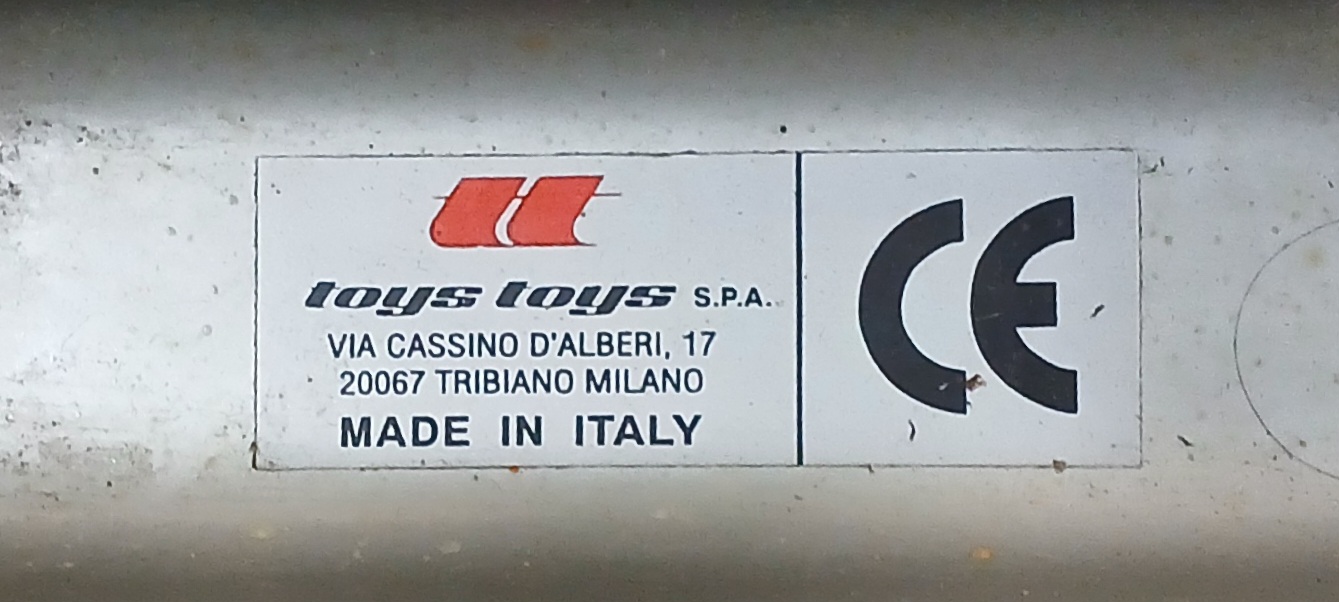 toys toys S.P.A.
VIA CASSINO D'ALBERI, 17
20067 TRIBIANO MILANO
MADE IN ITALY
CE